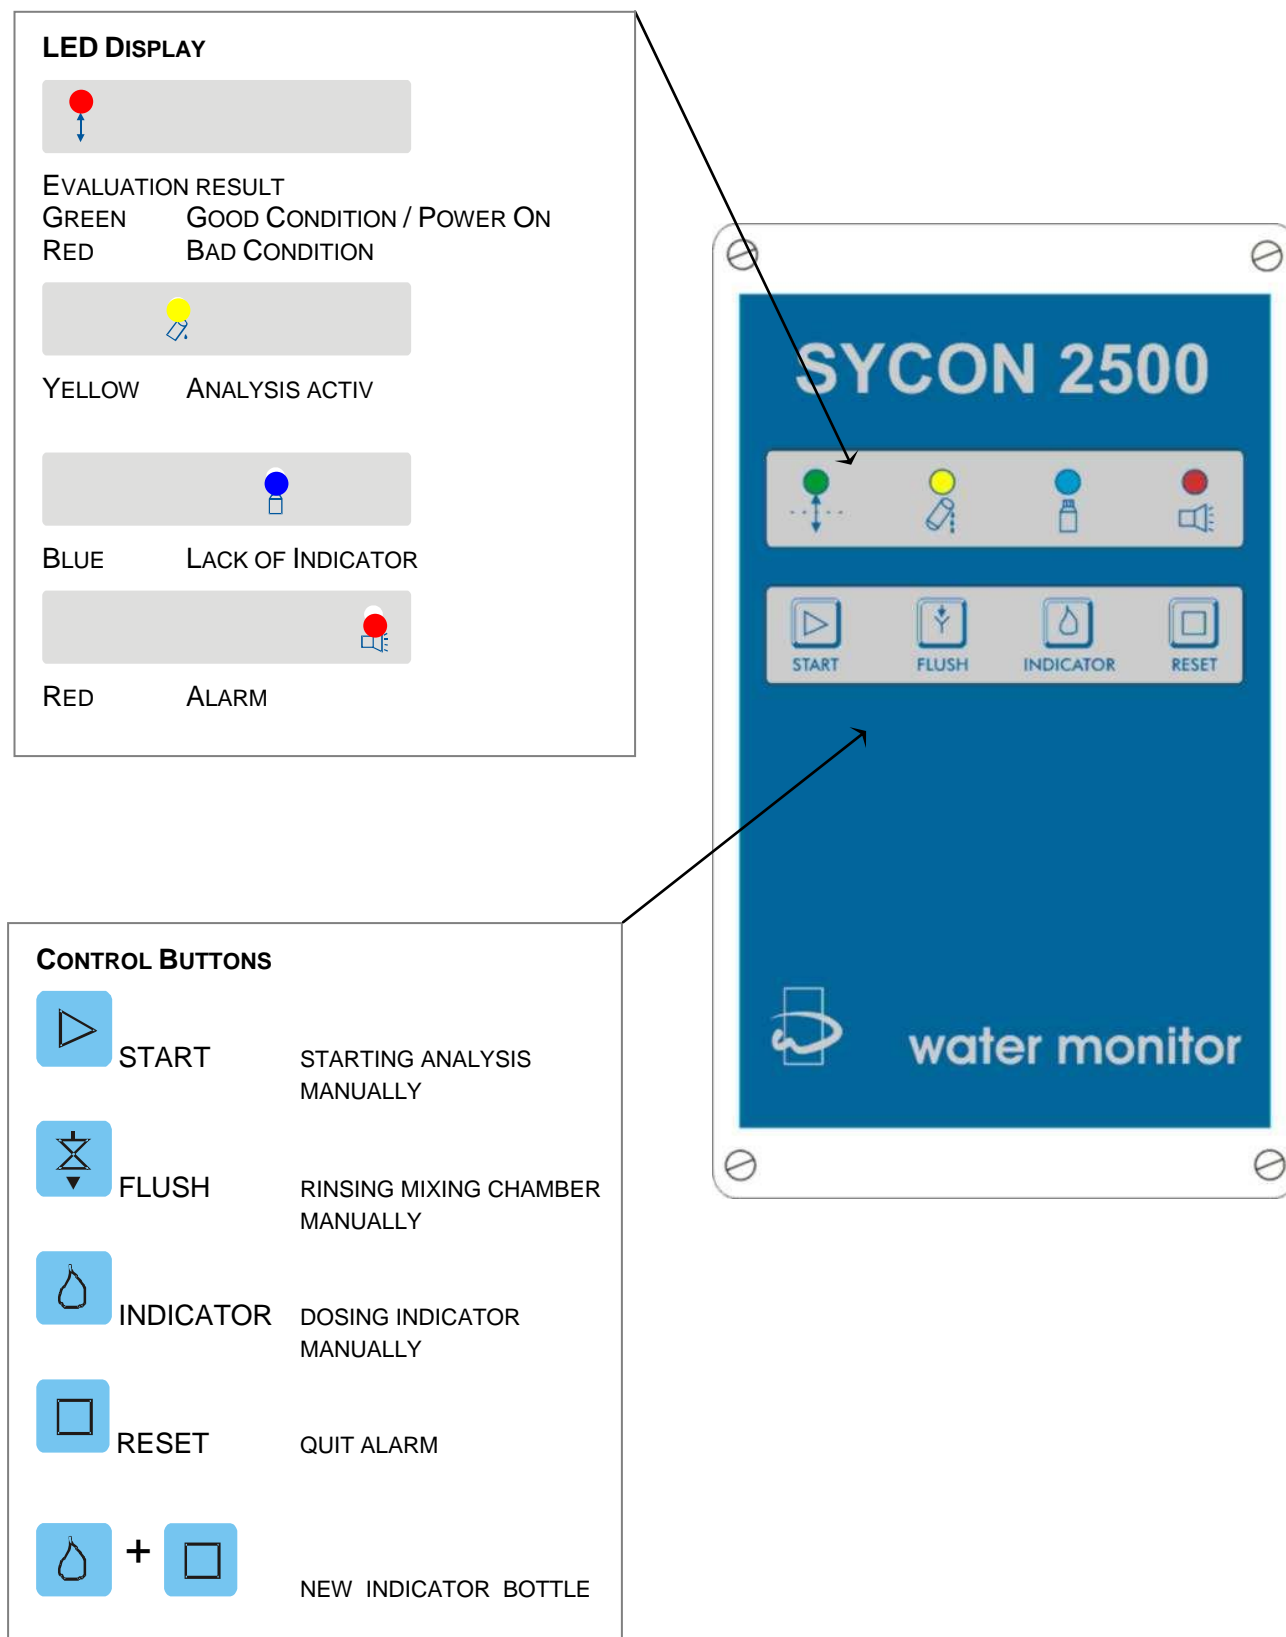 LED DISPLAY
EVALUATION RESULT
GREEN GOOD CONDITION / POWER ON
RED BAD CONDITION
YELLOW ANALYSIS ACTIV
BLUE LACK OF INDICATOR
RED ALARM
SYCON 2500
START FLUSH INDICATOR RESET
water monitor
CONTROL BUTTONS
START STARTING ANALYSIS
MANUALLY
FLUSH RINSING MIXING CHAMBER
MANUALLY
INDICATOR DOSING INDICATOR
MANUALLY
RESET QUIT ALARM
+
NEW INDICATOR BOTTLE